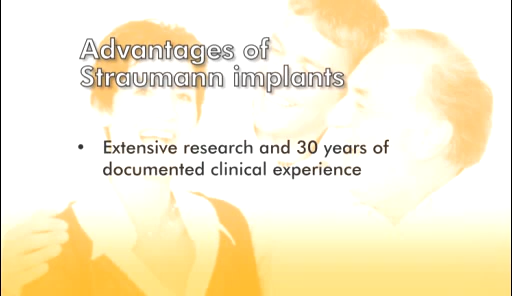 Advantages of
Straumann implants
• Extensive research and 30 years of
documented clinical experience